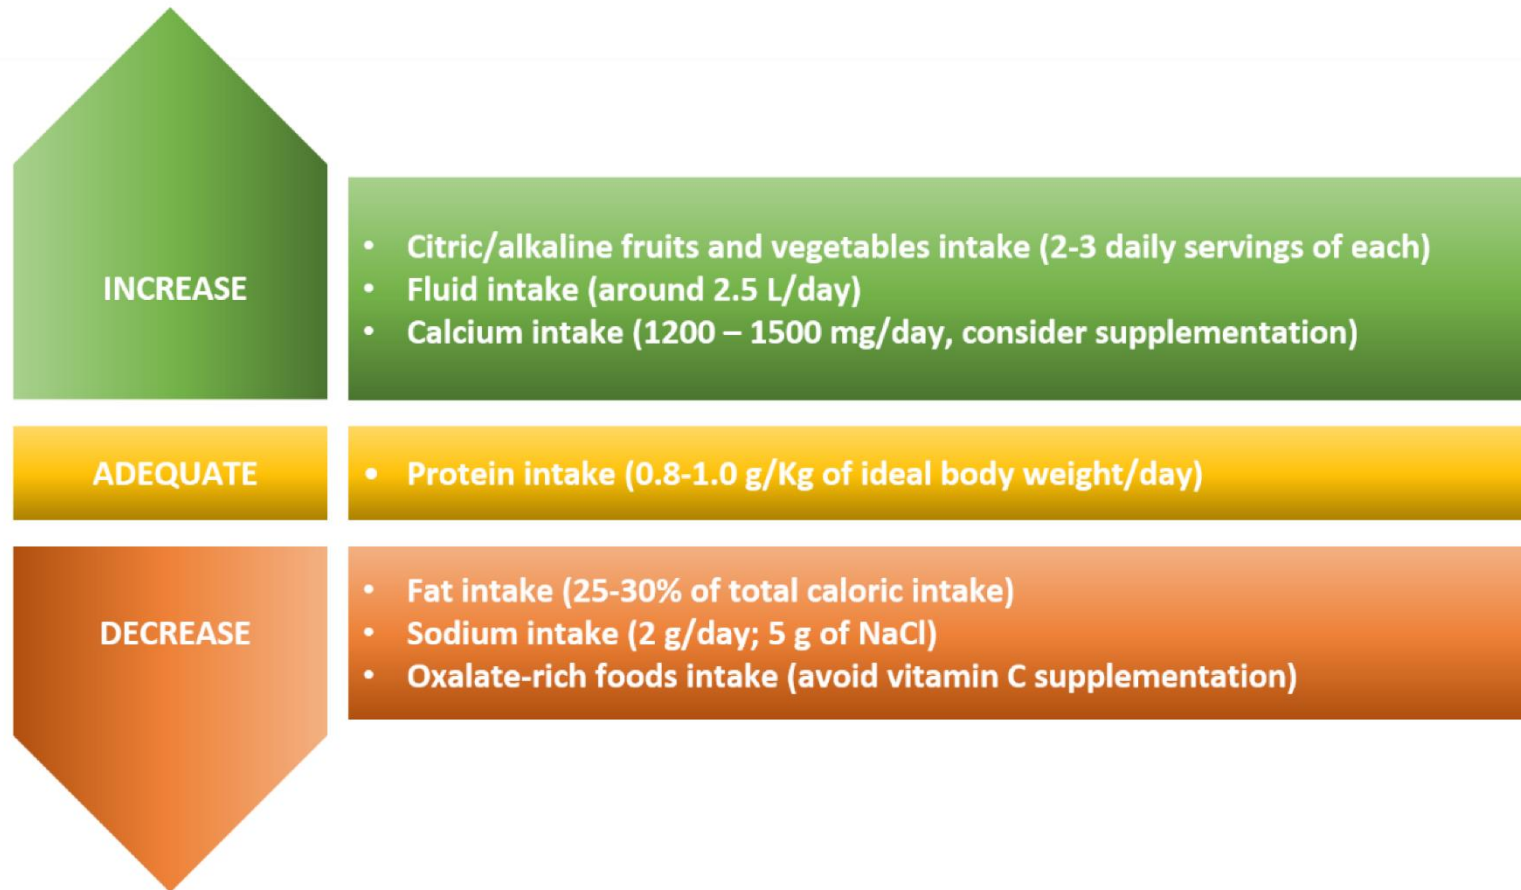 INCREASE
• Citric/alkaline fruits and vegetables intake (2-3 daily servings of each)
• Fluid intake (around 2.5 L/day)
• Calcium intake (1200 – 1500 mg/day, consider supplementation)
ADEQUATE
• Protein intake (0.8-1.0 g/Kg of ideal body weight/day)
DECREASE
• Fat intake (25-30% of total caloric intake)
• Sodium intake (2 g/day; 5 g of NaCl)
• Oxalate-rich foods intake (avoid vitamin C supplementation)